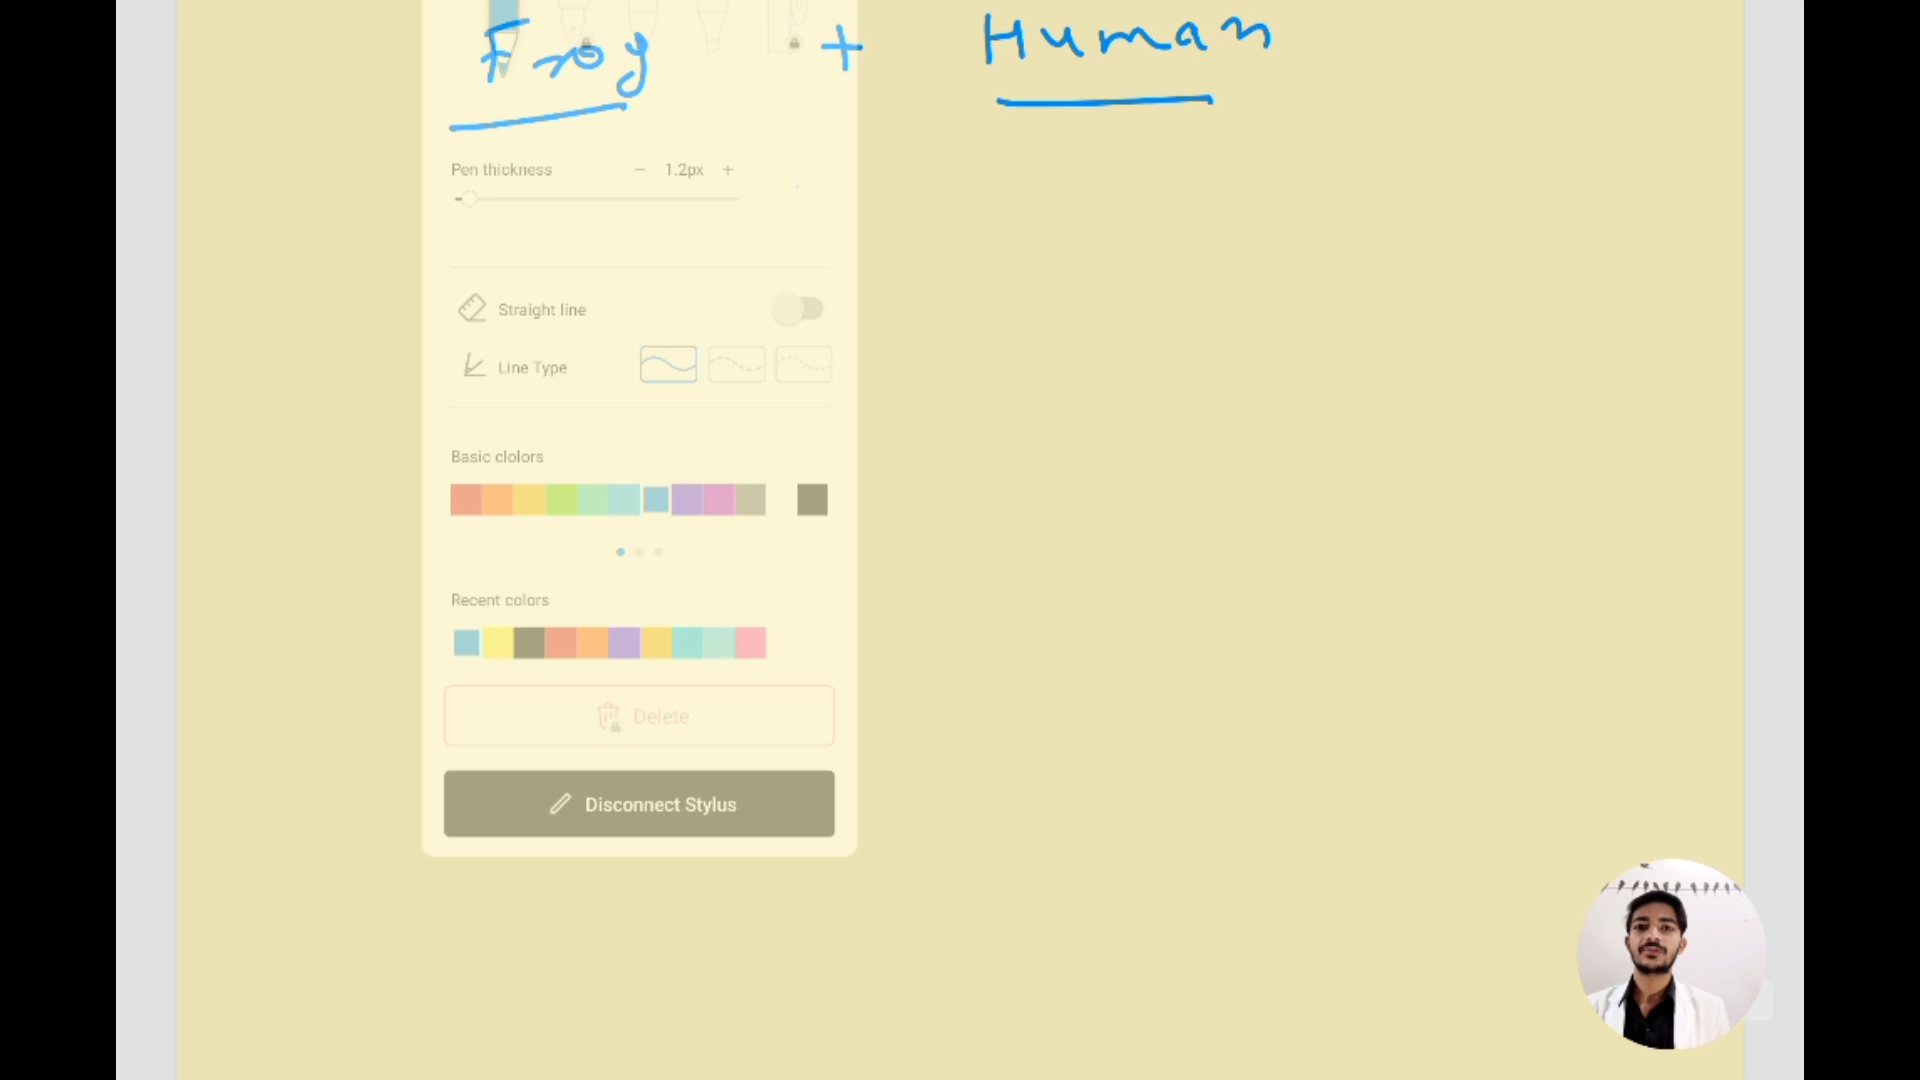 Frog + Human
Pen thickness − 1.2px +
Straight line
Line Type
Basic clolors
Recent colors
Delete
Disconnect Stylus